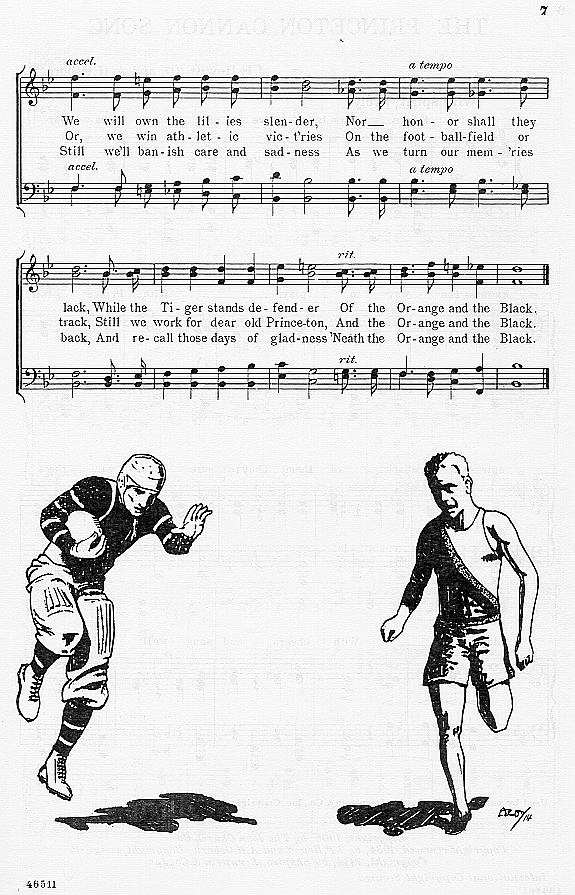 7
accel.
a tempo
We will own the lil - ies slen - der, Nor hon - or shall they
Or, we win ath - let - ic vic - t'ries On the foot - ball - field or
Still we'll ban - ish care and sad - ness As we turn our mem - 'ries
accel.
a tempo
rit.
lack, While the Ti - ger stands de - fend - er Of the Or - ange and the Black.
track, Still we work for dear old Prince - ton, And the Or - ange and the Black.
back, And re - call those days of glad - ness 'Neath the Or - ange and the Black.
rit.
46511